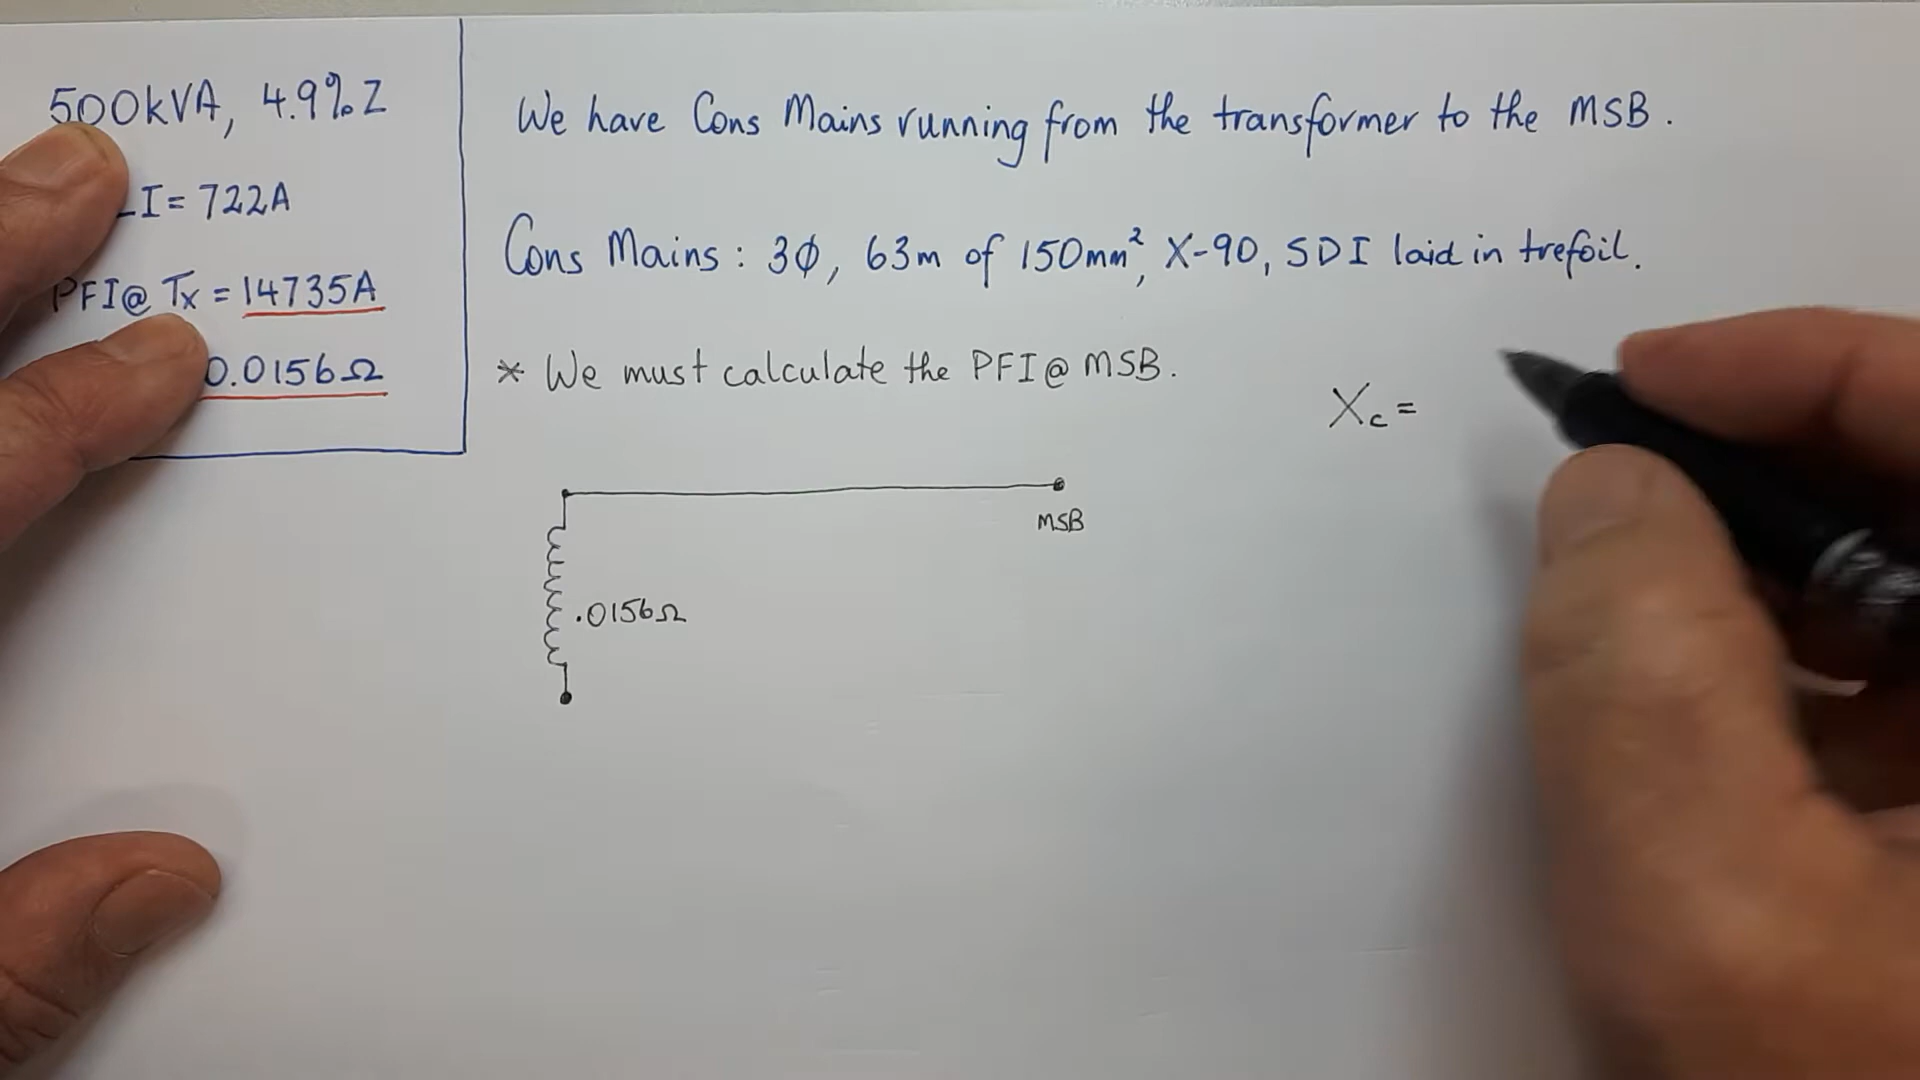 500kVA, 4.9%Z
I = 722A
PFI@ Tx = 14735A
0.0156Ω
We have Cons Mains running from the transformer to the MSB.
Cons Mains : 3Ø, 63m of 150mm², X-90, SDI laid in trefoil.
* We must calculate the PFI@ MSB.
Xc =
MSB
.0156Ω